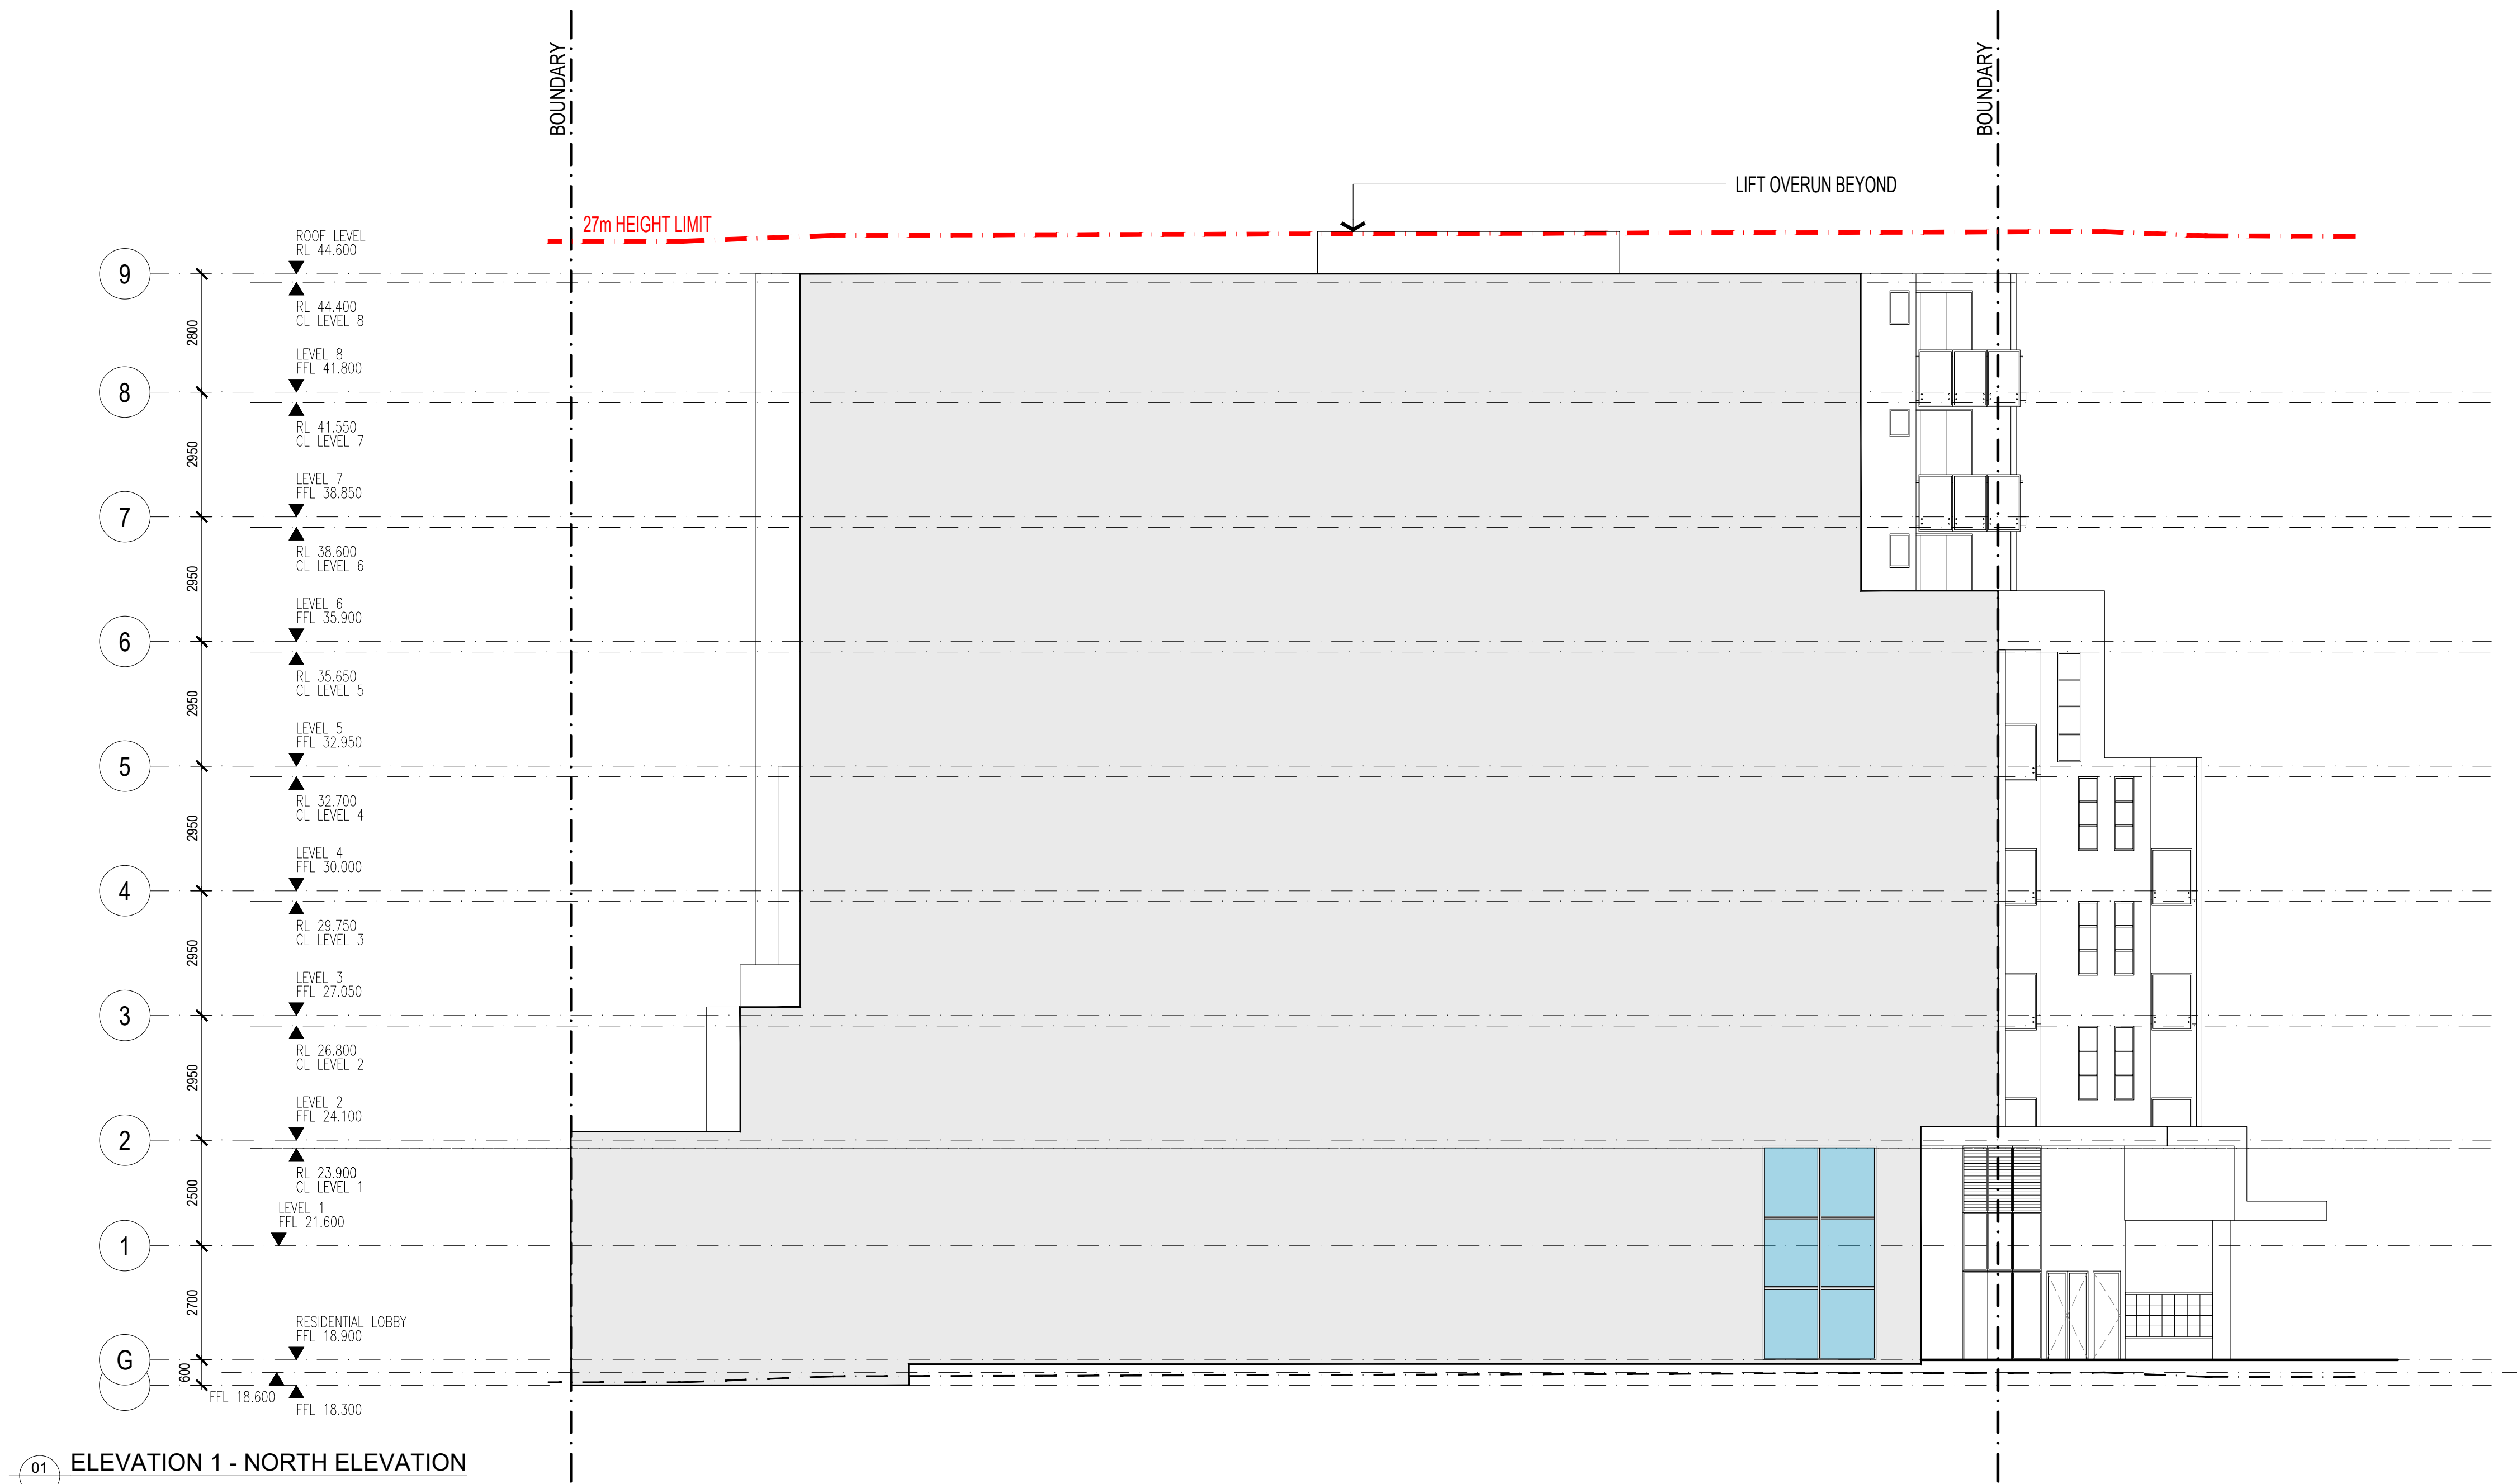 BOUNDARY
BOUNDARY
LIFT OVERUN BEYOND
27m HEIGHT LIMIT
ROOF LEVEL
RL 44.600
9
RL 44.400
CL LEVEL 8
2800
LEVEL 8
FFL 41.800
8
RL 41.550
CL LEVEL 7
2950
LEVEL 7
FFL 38.850
7
RL 38.600
CL LEVEL 6
2950
LEVEL 6
FFL 35.900
6
RL 35.650
CL LEVEL 5
2950
LEVEL 5
FFL 32.950
5
RL 32.700
CL LEVEL 4
2950
LEVEL 4
FFL 30.000
4
RL 29.750
CL LEVEL 3
2950
LEVEL 3
FFL 27.050
3
RL 26.800
CL LEVEL 2
2950
LEVEL 2
FFL 24.100
2
RL 23.900
CL LEVEL 1
2500
LEVEL 1
FFL 21.600
1
2700
RESIDENTIAL LOBBY
FFL 18.900
G
600
FFL 18.600
FFL 18.300
01
ELEVATION 1 - NORTH ELEVATION